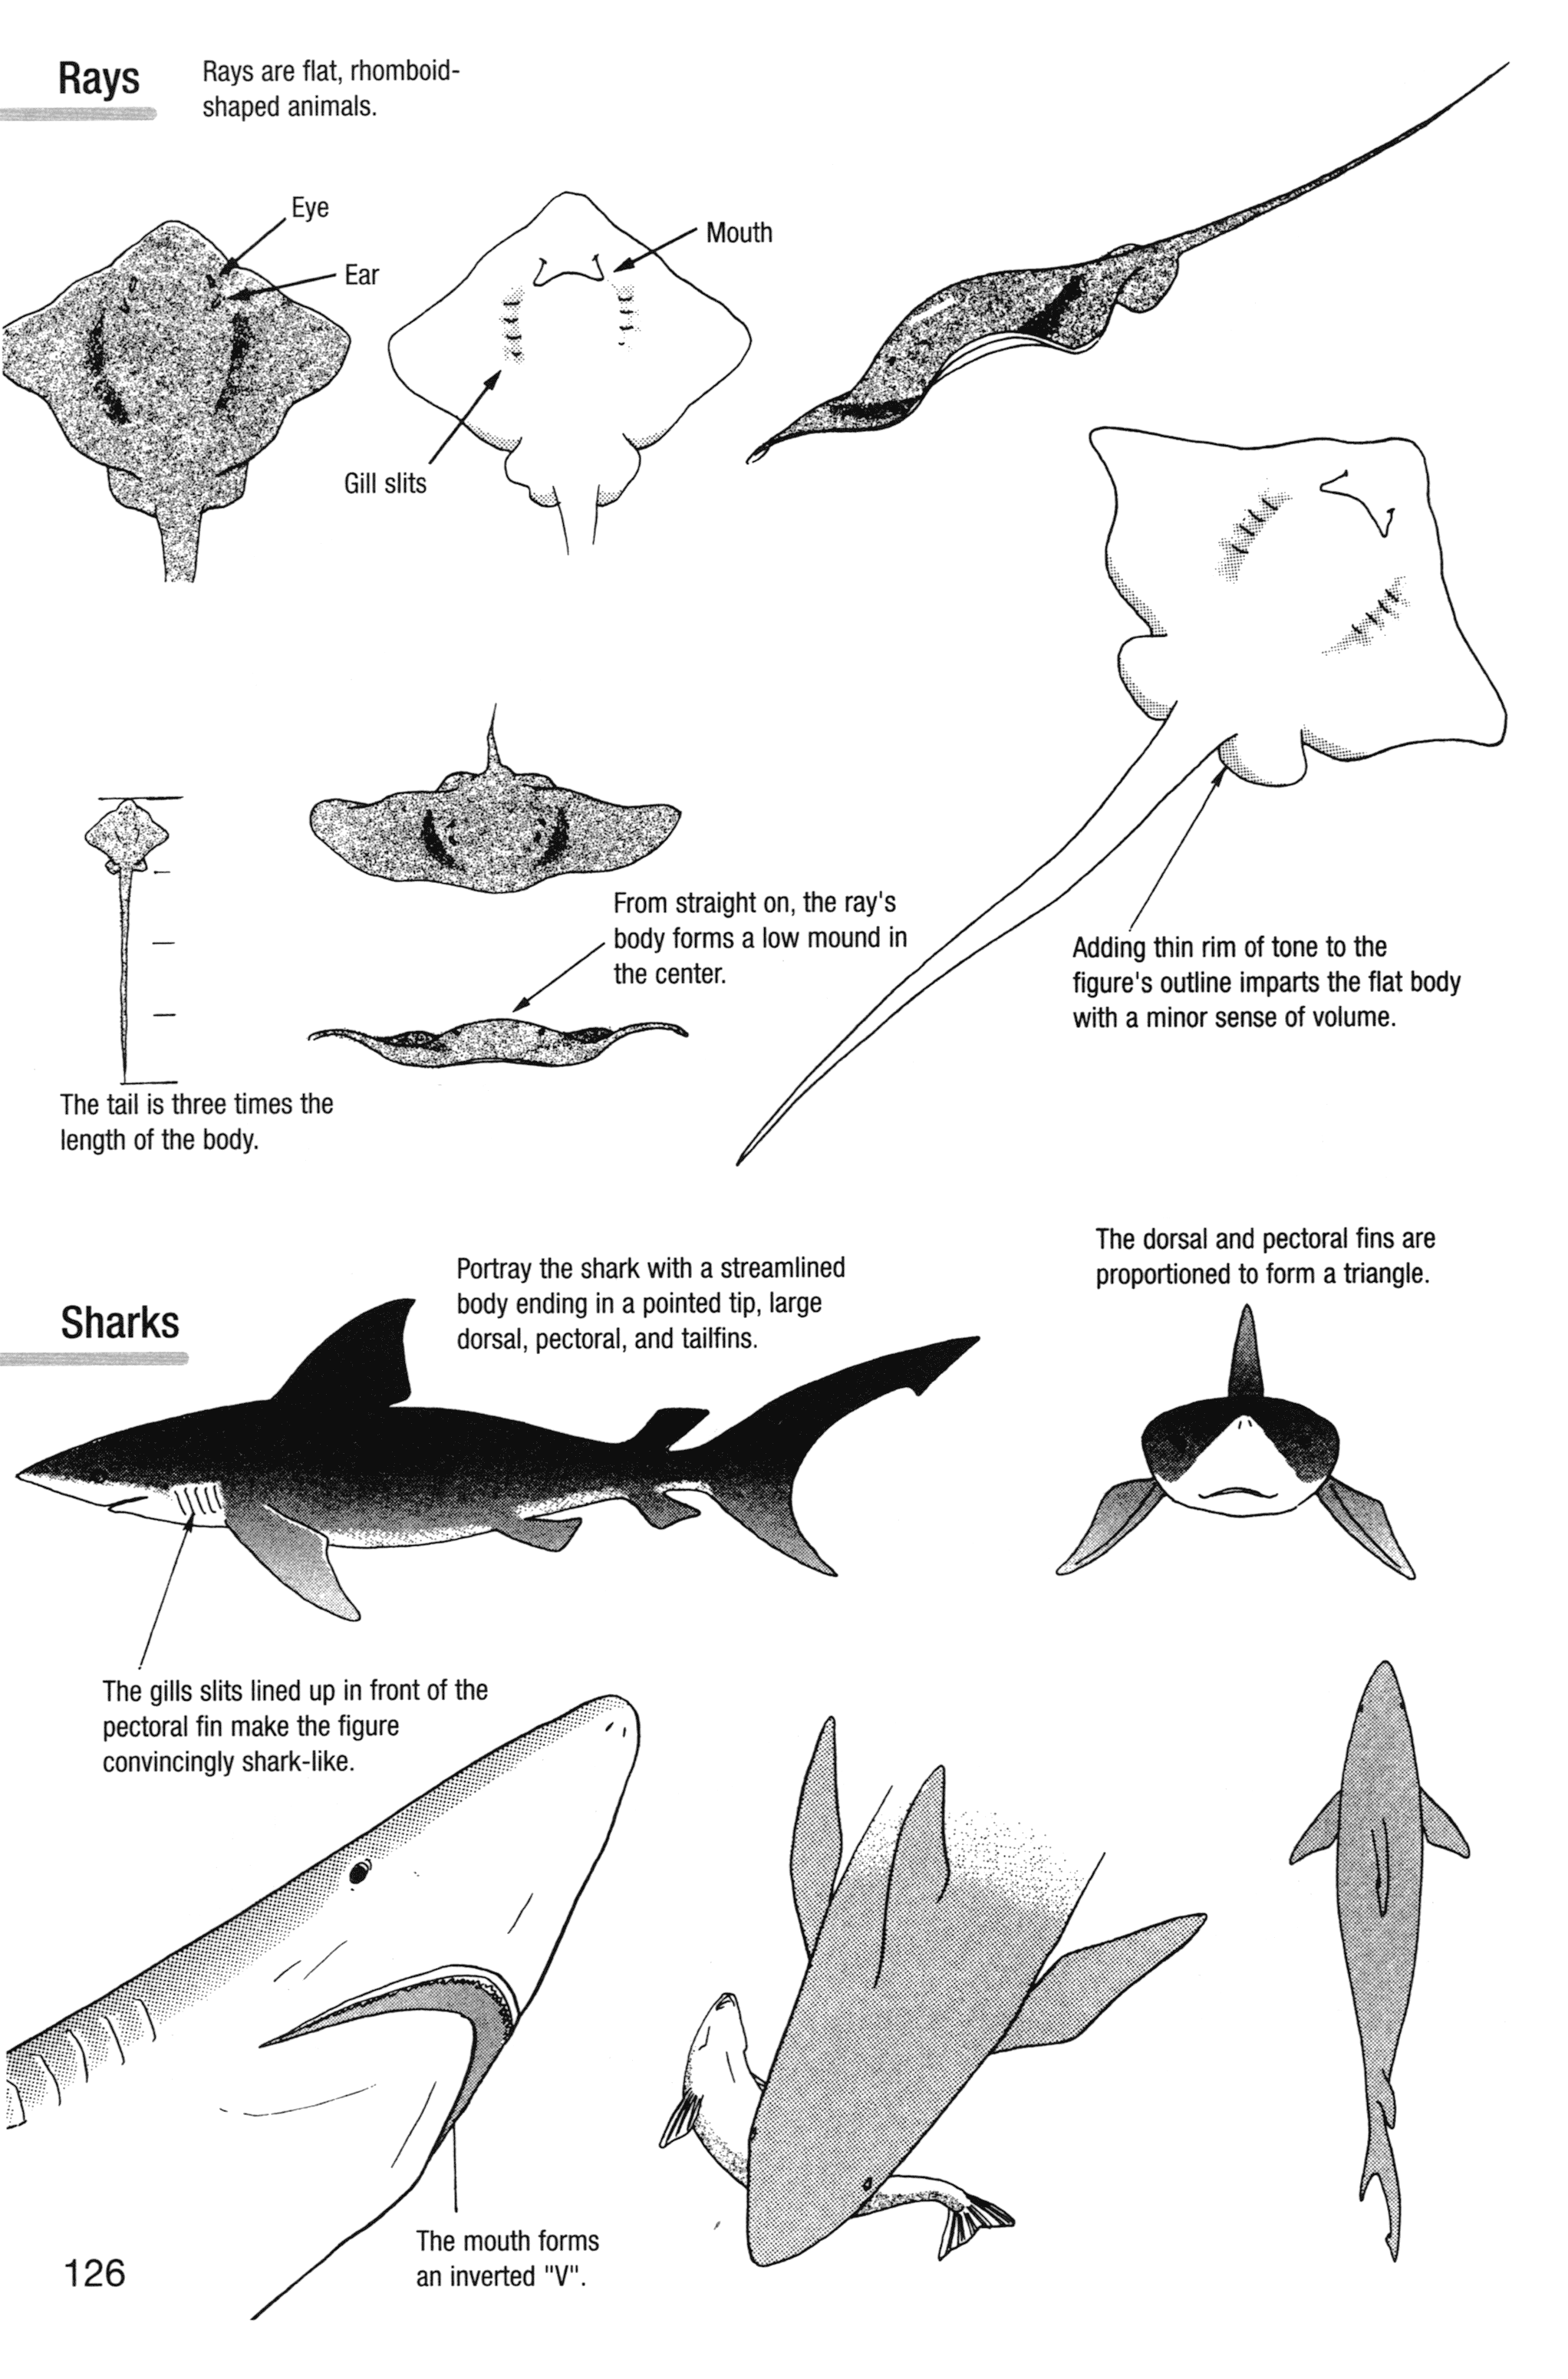 Rays
Rays are flat, rhomboid-
shaped animals.
Eye
Ear
Mouth
Gill slits
From straight on, the ray's
body forms a low mound in
the center.
Adding thin rim of tone to the
figure's outline imparts the flat body
with a minor sense of volume.
The tail is three times the
length of the body.
Sharks
Portray the shark with a streamlined
body ending in a pointed tip, large
dorsal, pectoral, and tailfins.
The dorsal and pectoral fins are
proportioned to form a triangle.
The gills slits lined up in front of the
pectoral fin make the figure
convincingly shark-like.
The mouth forms
an inverted "V".
126